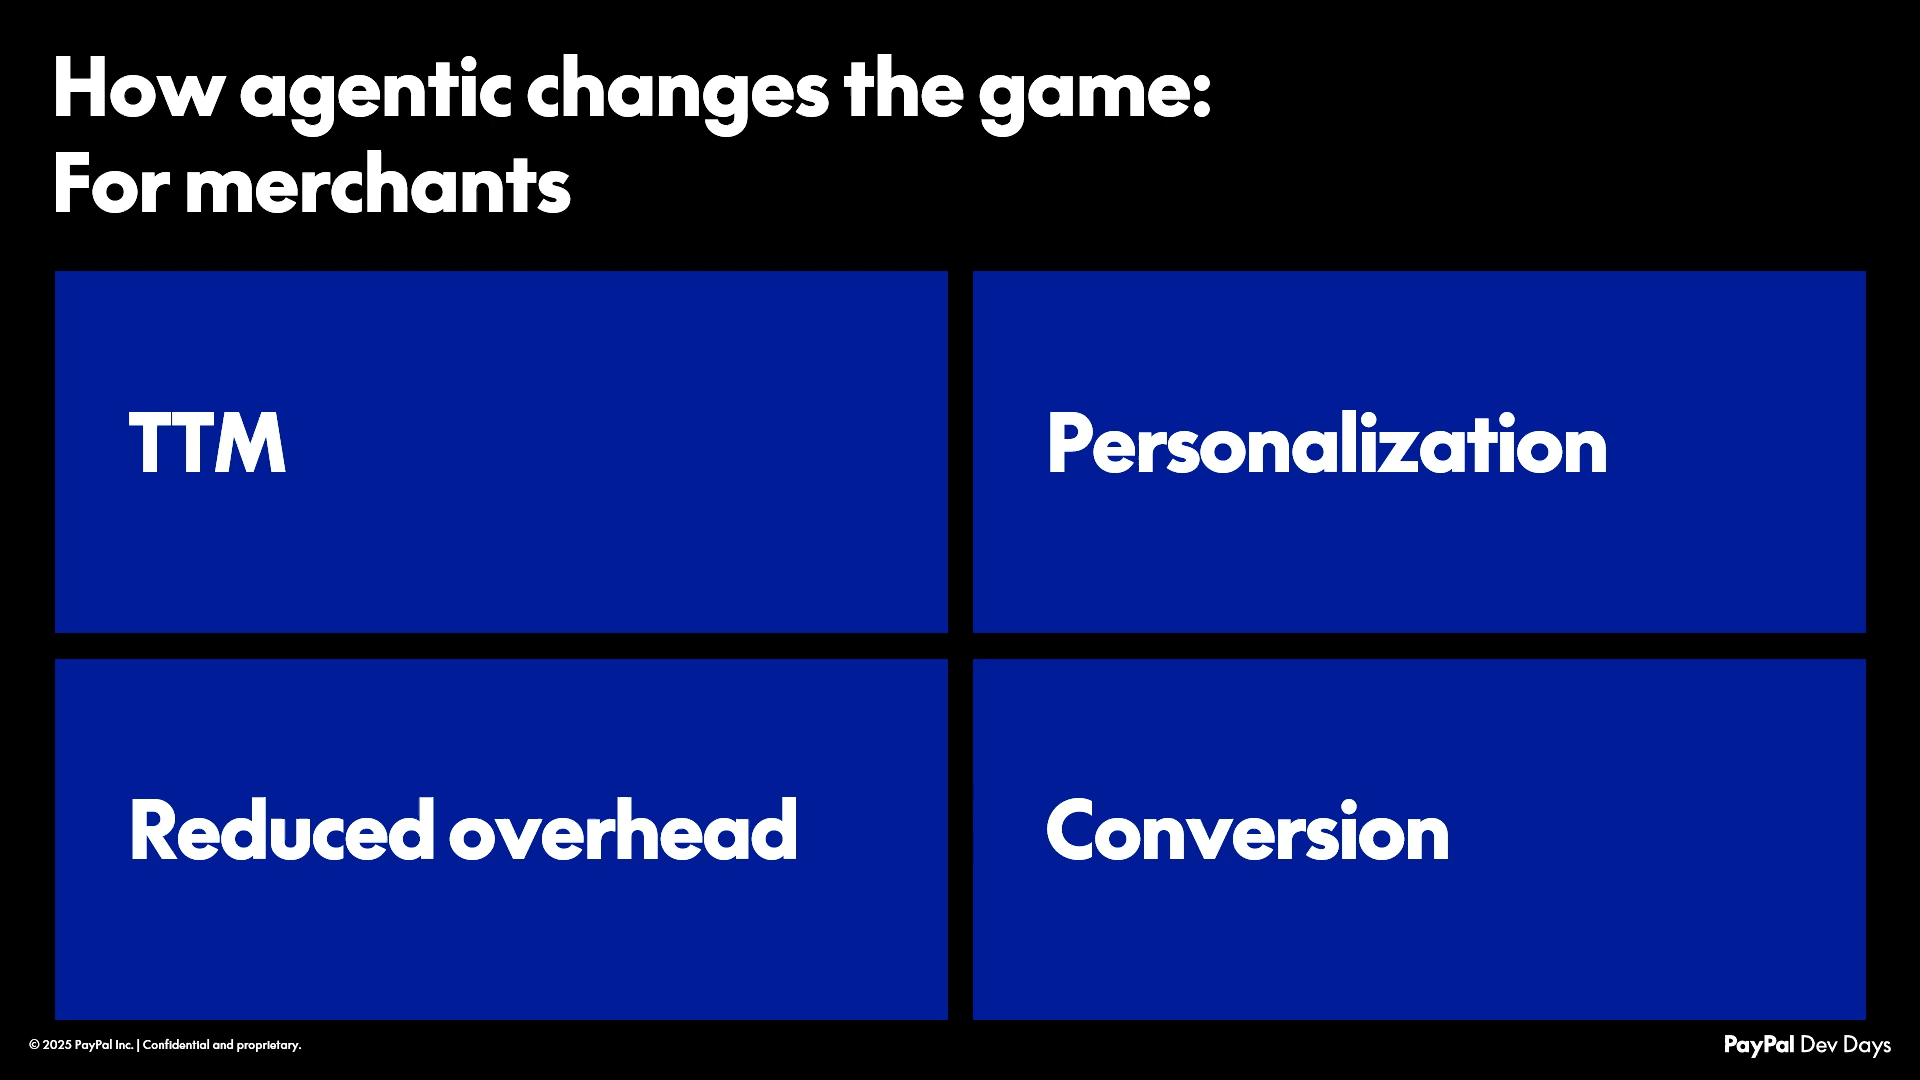 How agentic changes the game:
For merchants
TTM
Personalization
Reduced overhead
Conversion
© 2025 PayPal Inc. | Confidential and proprietary.
PayPal Dev Days